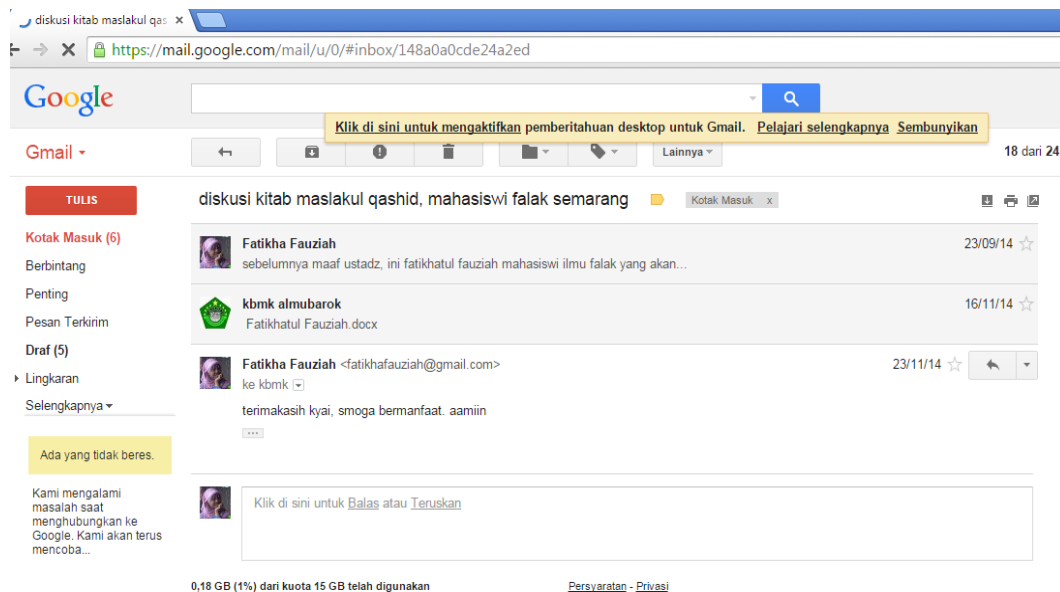 diskusi kitab maslakul qas
https://mail.google.com/mail/u/0/#inbox/148a0a0cde24a2ed
Google
Klik di sini untuk mengaktifkan pemberitahuan desktop untuk Gmail. Pelajari selengkapnya Sembunyikan
Gmail
Lainnya
18 dari 24
TULIS
diskusi kitab maslakul qashid, mahasiswi falak semarang
Kotak Masuk x
Kotak Masuk (6)
Berbintang
Penting
Pesan Terkirim
Draf (5)
Lingkaran
Selengkapnya
Fatikha Fauziah
23/09/14
sebelumnya maaf ustadz, ini fatikhatul fauziah mahasiswi ilmu falak yang akan...
kbmk almubarok
16/11/14
Fatikhatul Fauziah.docx
Fatikha Fauziah <fatikhafauziah@gmail.com>
23/11/14
ke kbmk
terimakasih kyai, smoga bermanfaat. aamiin
Ada yang tidak beres.
Kami mengalami
masalah saat
menghubungkan ke
Google. Kami akan terus
mencoba...
Klik di sini untuk Balas atau Teruskan
0,18 GB (1%) dari kuota 15 GB telah digunakan
Persyaratan - Privasi